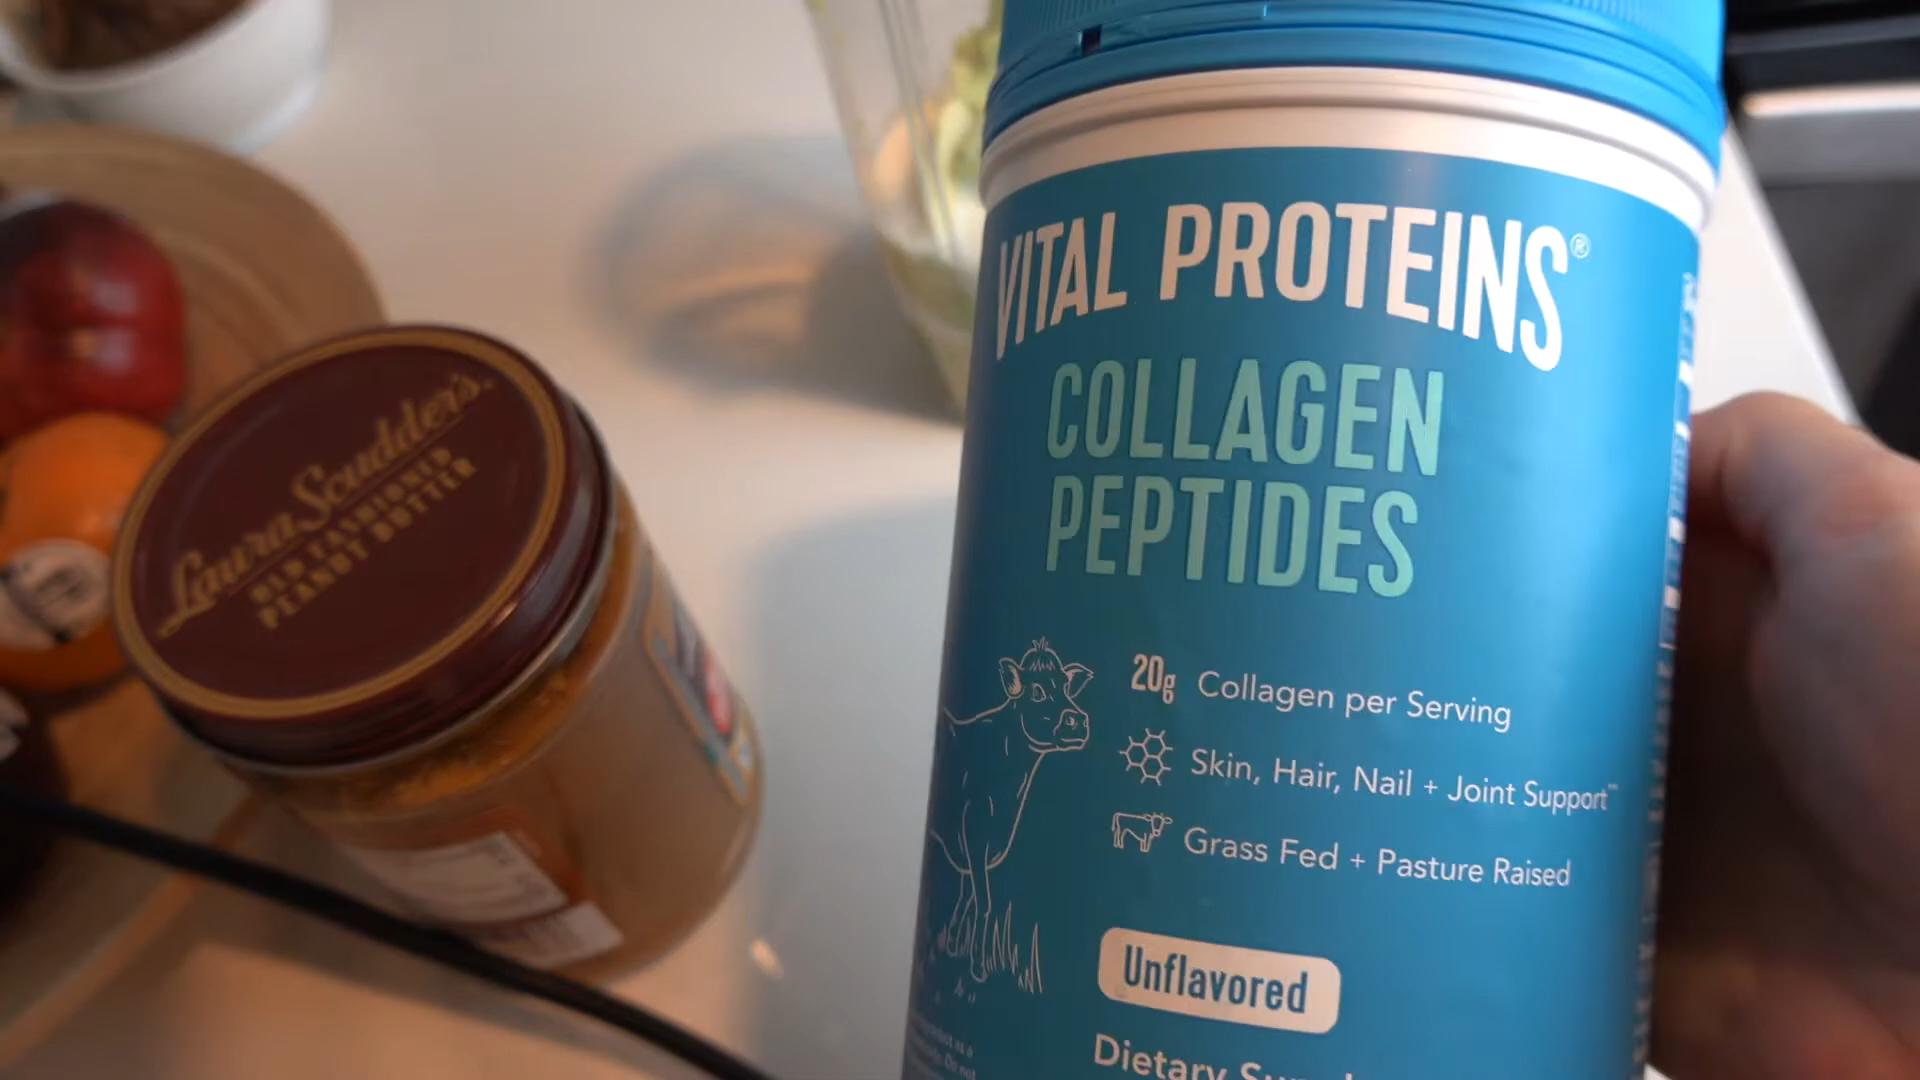 Laura Scudder's.
OLD FASHIONED
PEANUT BUTTER
VITAL PROTEINS®
COLLAGEN
PEPTIDES
20g Collagen per Serving
Skin, Hair, Nail + Joint Support
Grass Fed + Pasture Raised
Unflavored
Dietary